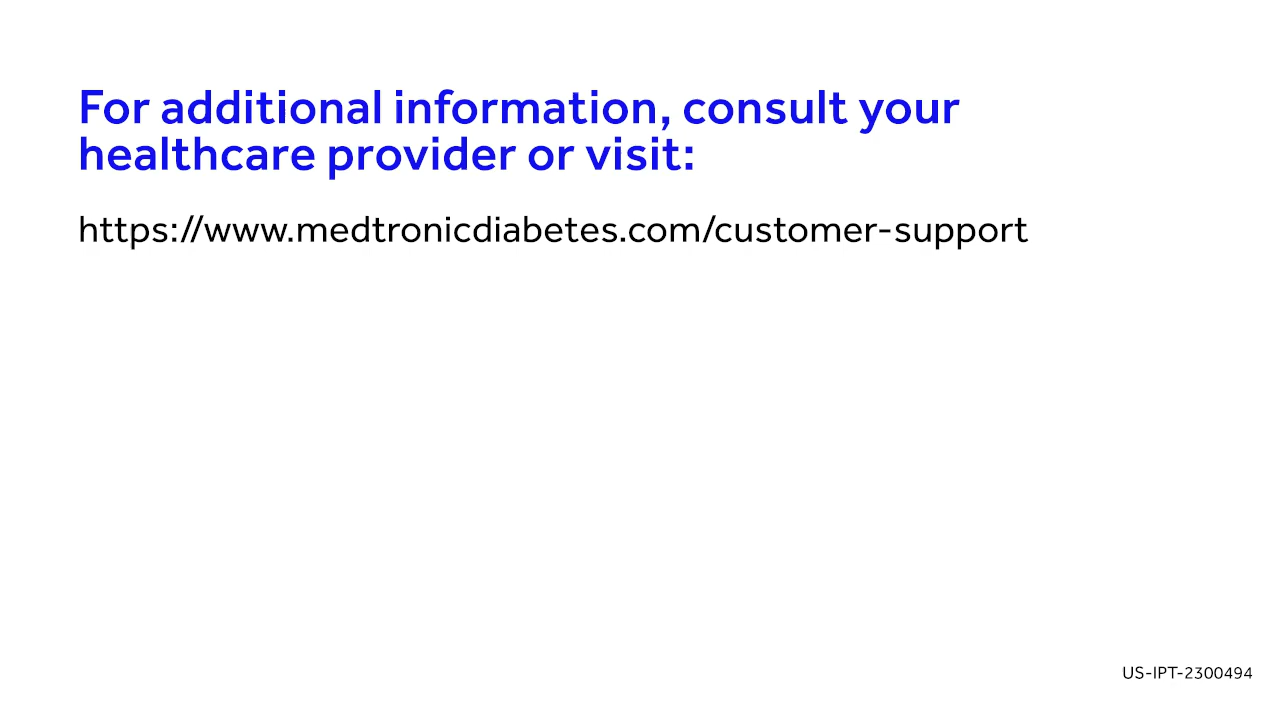 For additional information, consult your
healthcare provider or visit:
https://www.medtronicdiabetes.com/customer-support
US-IPT-2300494